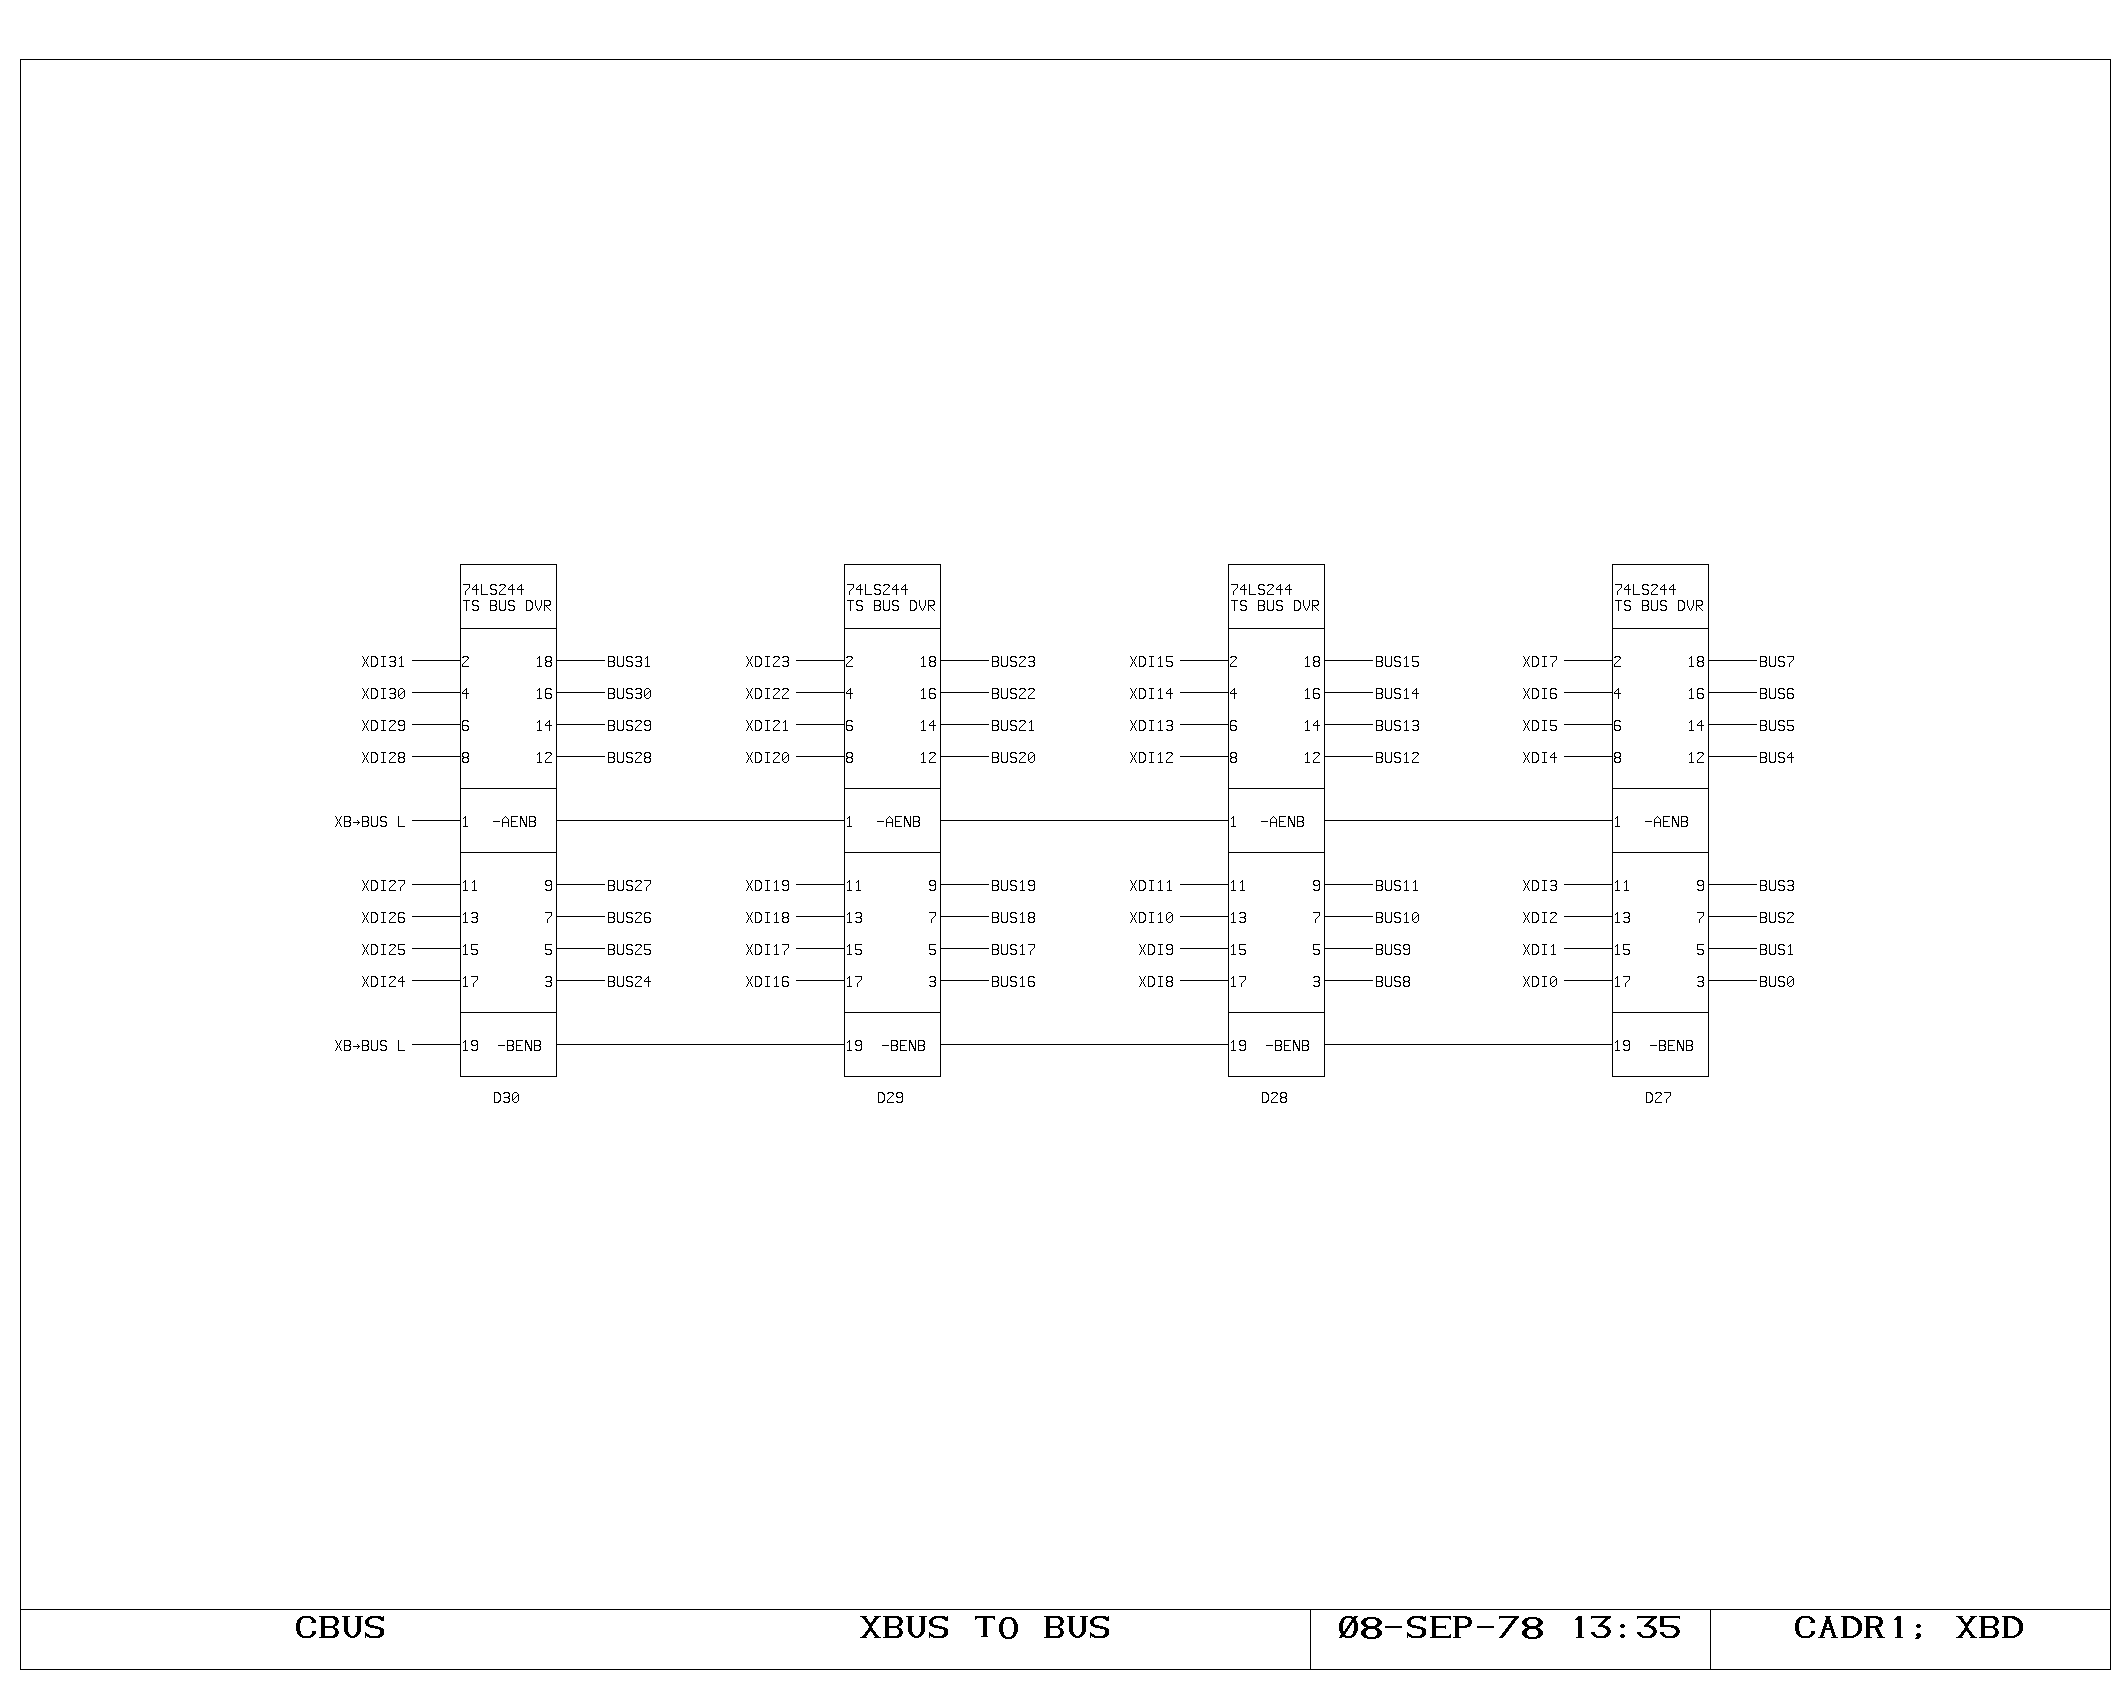 74LS244 74LS244 74LS244 74LS244
TS BUS DVR TS BUS DVR TS BUS DVR TS BUS DVR
XDI31 2 18 BUS31 XDI23 2 18 BUS23 XDI15 2 18 BUS15 XDI7 2 18 BUS7
XDI30 4 16 BUS30 XDI22 4 16 BUS22 XDI14 4 16 BUS14 XDI6 4 16 BUS6
XDI29 6 14 BUS29 XDI21 6 14 BUS21 XDI13 6 14 BUS13 XDI5 6 14 BUS5
XDI28 8 12 BUS28 XDI20 8 12 BUS20 XDI12 8 12 BUS12 XDI4 8 12 BUS4
XB→BUS L 1 -AENB 1 -AENB 1 -AENB 1 -AENB
XDI27 11 9 BUS27 XDI19 11 9 BUS19 XDI11 11 9 BUS11 XDI3 11 9 BUS3
XDI26 13 7 BUS26 XDI18 13 7 BUS18 XDI10 13 7 BUS10 XDI2 13 7 BUS2
XDI25 15 5 BUS25 XDI17 15 5 BUS17 XDI9 15 5 BUS9 XDI1 15 5 BUS1
XDI24 17 3 BUS24 XDI16 17 3 BUS16 XDI8 17 3 BUS8 XDI0 17 3 BUS0
XB→BUS L 19 -BENB 19 -BENB 19 -BENB 19 -BENB
D30 D29 D28 D27
CBUS XBUS TO BUS 08-SEP-78 13:35 CADR1; XBD